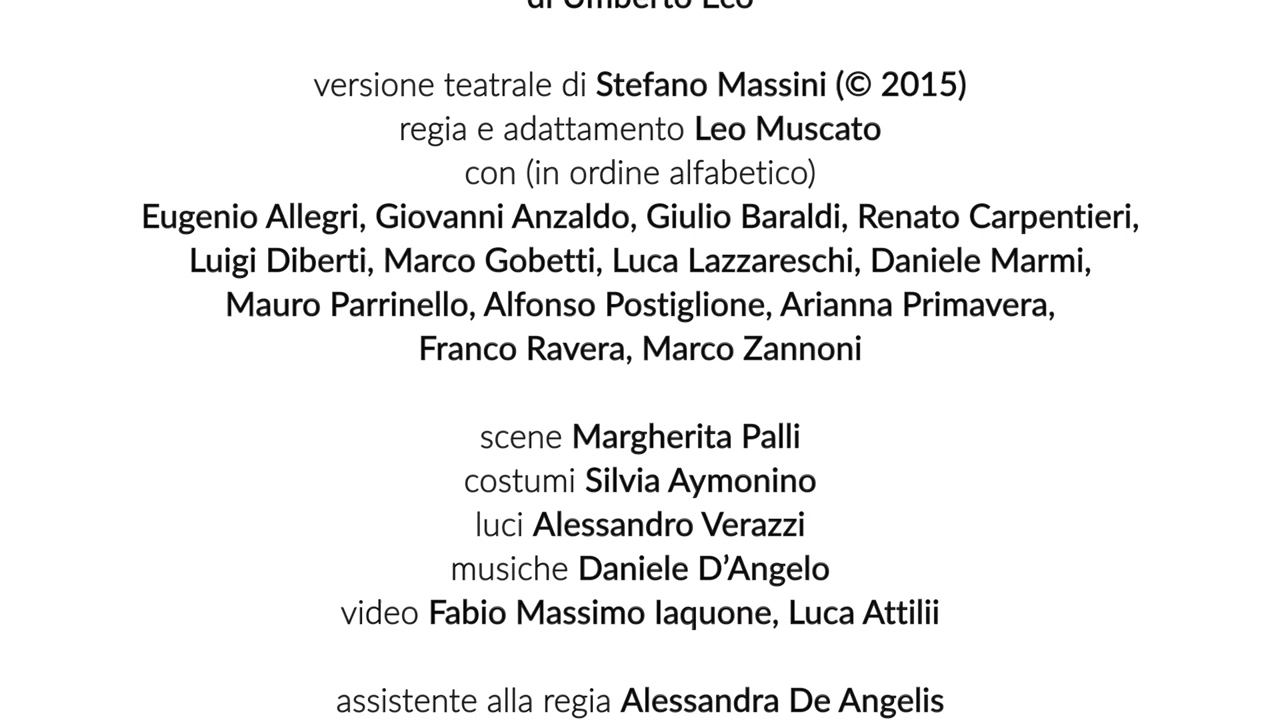 di Umberto Eco
versione teatrale di Stefano Massini (© 2015)
regia e adattamento Leo Muscato
con (in ordine alfabetico)
Eugenio Allegri, Giovanni Anzaldo, Giulio Baraldi, Renato Carpentieri,
Luigi Diberti, Marco Gobetti, Luca Lazzareschi, Daniele Marmi,
Mauro Parrinello, Alfonso Postiglione, Arianna Primavera,
Franco Ravera, Marco Zannoni
scene Margherita Palli
costumi Silvia Aymonino
luci Alessandro Verazzi
musiche Daniele D’Angelo
video Fabio Massimo Iaquone, Luca Attilii
assistente alla regia Alessandra De Angelis